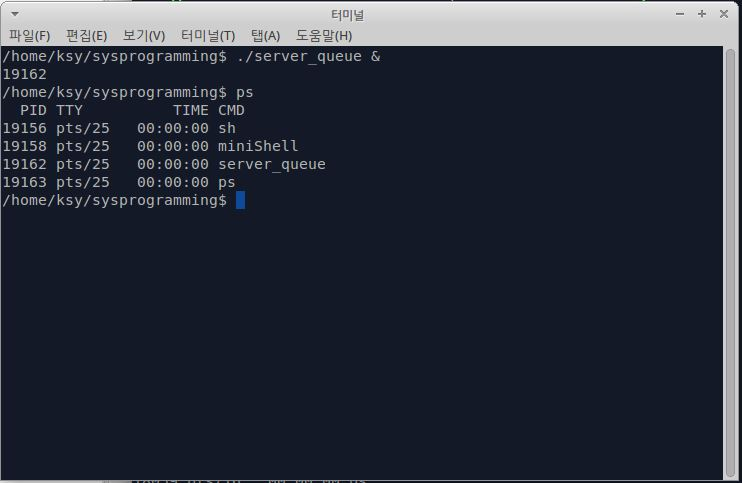 터미널
파일(F) 편집(E) 보기(V) 터미널(T) 탭(A) 도움말(H)
/home/ksy/sysprogramming$ ./server_queue &
19162
/home/ksy/sysprogramming$ ps
  PID TTY          TIME CMD
19156 pts/25   00:00:00 sh
19158 pts/25   00:00:00 miniShell
19162 pts/25   00:00:00 server_queue
19163 pts/25   00:00:00 ps
/home/ksy/sysprogramming$